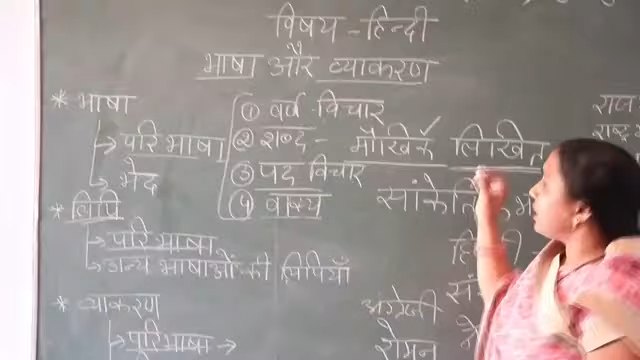 विषय - हिन्दी
भाषा और व्याकरण
* भाषा
→ परिभाषा
→ भेद
* लिपि
→ परिभाषा
→ अन्य भाषाओं की लिपियाँ
* व्याकरण
→ परिभाषा →
① वर्ण विचार
② शब्द -
③ पद विचार
④ वाक्य
मौखिक ✓ लिखित
सांकेतिक
अंग्रेजी
रोमन